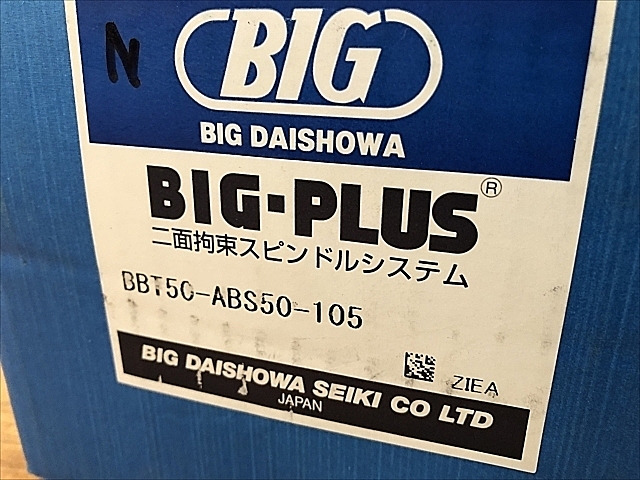 N
BIG
BIG DAISHOWA
BIG-PLUS®
二面拘束スピンドルシステム
BBT50-ABS50-105
ZIEA
BIG DAISHOWA SEIKI CO LTD
JAPAN